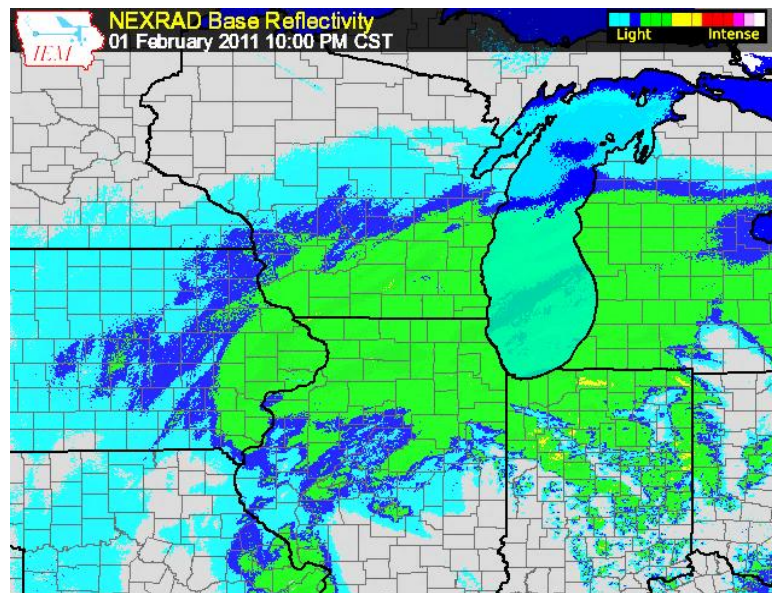 IEM
NEXRAD Base Reflectivity
01 February 2011 10:00 PM CST
Light Intense